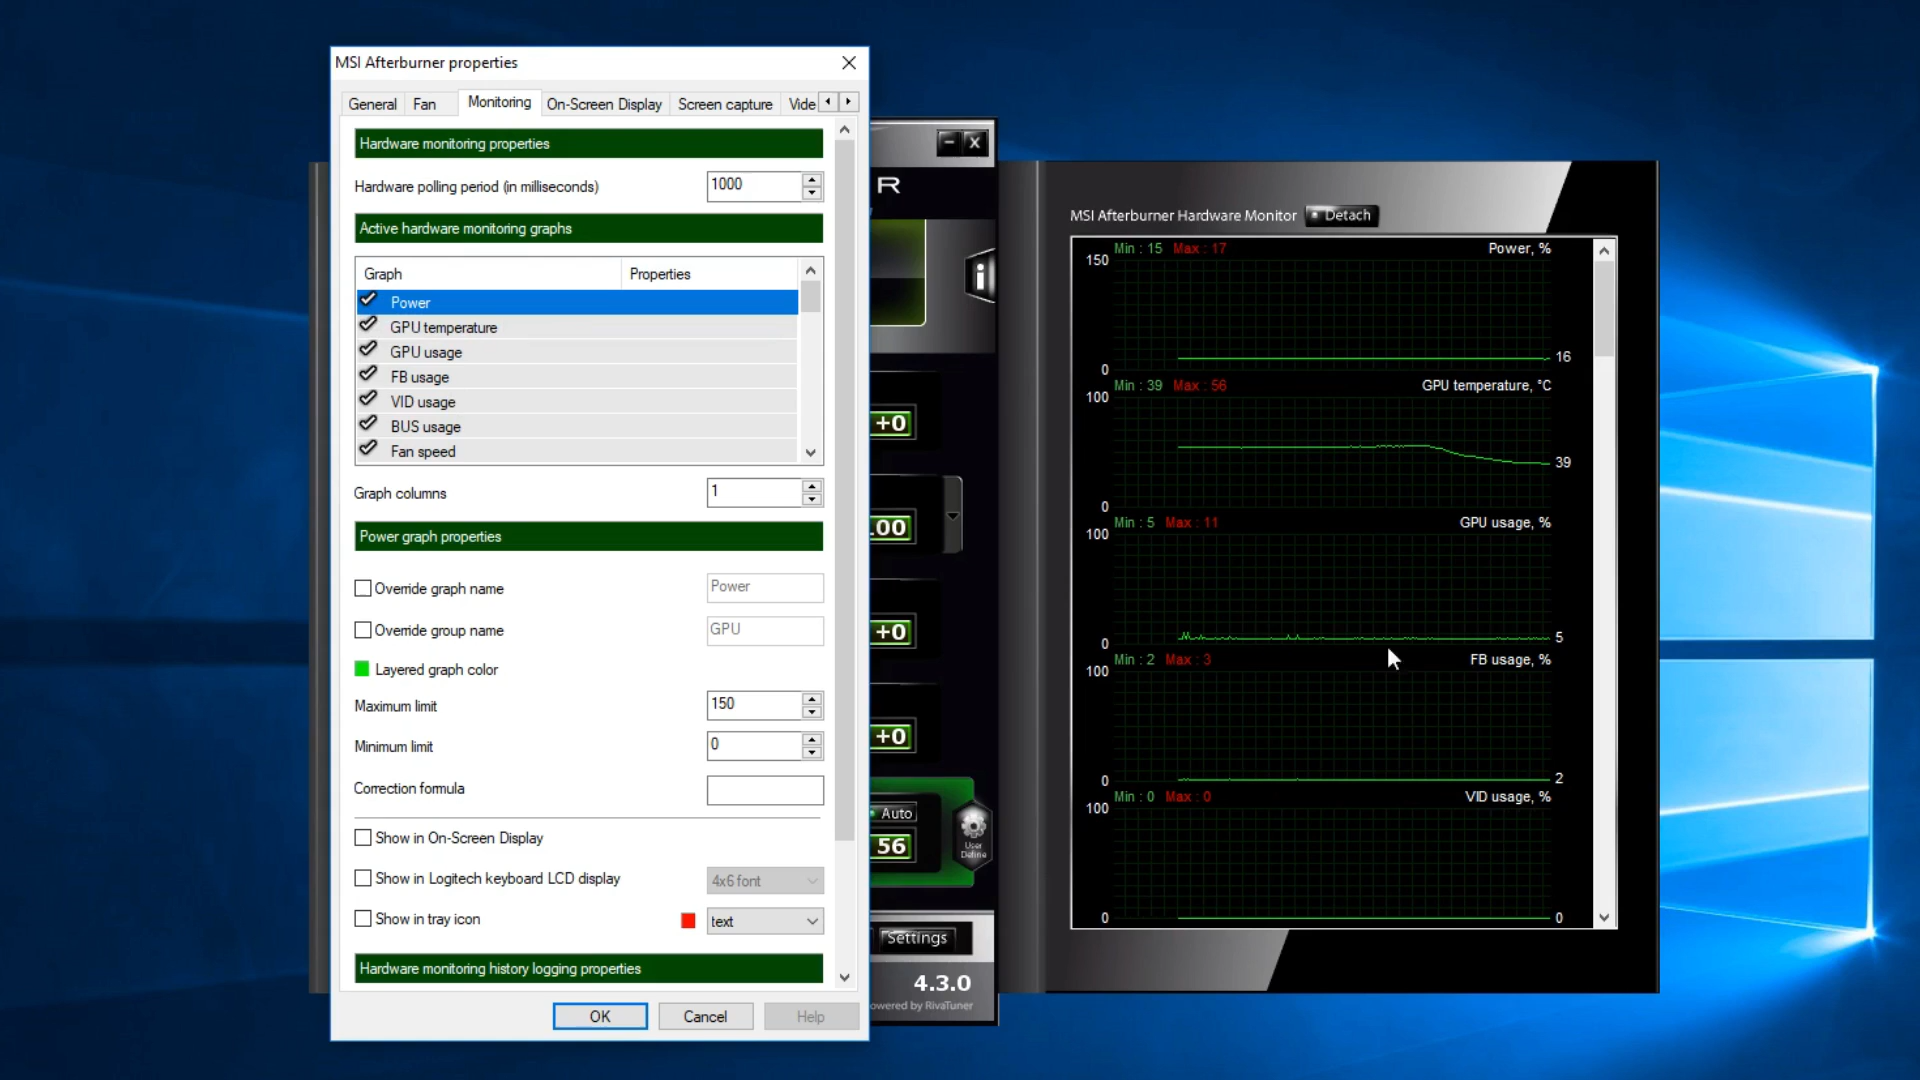 MSI Afterburner properties
General Fan Monitoring On-Screen Display Screen capture Vide
Hardware monitoring properties
Hardware polling period (in milliseconds) 1000
Active hardware monitoring graphs
Graph Properties
Power
GPU temperature
GPU usage
FB usage
VID usage
BUS usage
Fan speed
Graph columns 1
Power graph properties
Override graph name Power
Override group name GPU
Layered graph color
Maximum limit 150
Minimum limit 0
Correction formula
Show in On-Screen Display
Show in Logitech keyboard LCD display 4x6 font
Show in tray icon text
Hardware monitoring history logging properties
OK Cancel Help
R
i
+0
.00
+0
+0
Auto
56
User
Define
Settings
4.3.0
owered by RivaTuner
MSI Afterburner Hardware Monitor Detach
Min : 15 Max : 17 Power, %
150
16
0
Min : 39 Max : 56 GPU temperature, °C
100
39
0
Min : 5 Max : 11 GPU usage, %
100
5
0
Min : 2 Max : 3 FB usage, %
100
2
0
Min : 0 Max : 0 VID usage, %
100
0 0